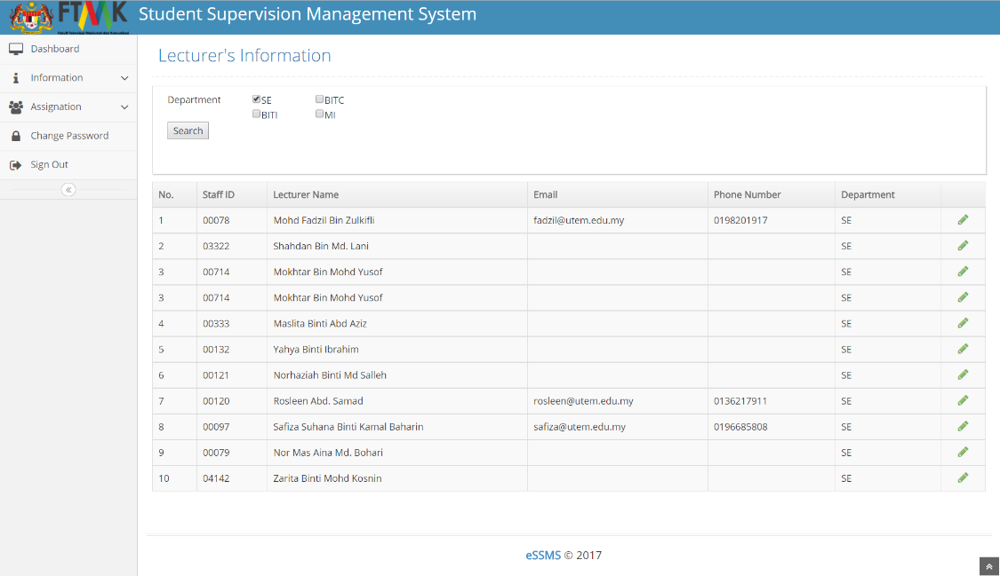 FTMK Student Supervision Management System
Fakulti Teknologi Maklumat dan Komunikasi
Dashboard
Information
Assignation
Change Password
Sign Out
Lecturer's Information
Department SE BITC
BITI MI
Search
No. Staff ID Lecturer Name Email Phone Number Department
1 00078 Mohd Fadzil Bin Zulkifli fadzil@utem.edu.my 0198201917 SE
2 03322 Shahdan Bin Md. Lani SE
3 00714 Mokhtar Bin Mohd Yusof SE
3 00714 Mokhtar Bin Mohd Yusof SE
4 00333 Maslita Binti Abd Aziz SE
5 00132 Yahya Binti Ibrahim SE
6 00121 Norhaziah Binti Md Salleh SE
7 00120 Rosleen Abd. Samad rosleen@utem.edu.my 0136217911 SE
8 00097 Safiza Suhana Binti Kamal Baharin safiza@utem.edu.my 0196685808 SE
9 00079 Nor Mas Aina Md. Bohari SE
10 04142 Zarita Binti Mohd Kosnin SE
eSSMS © 2017